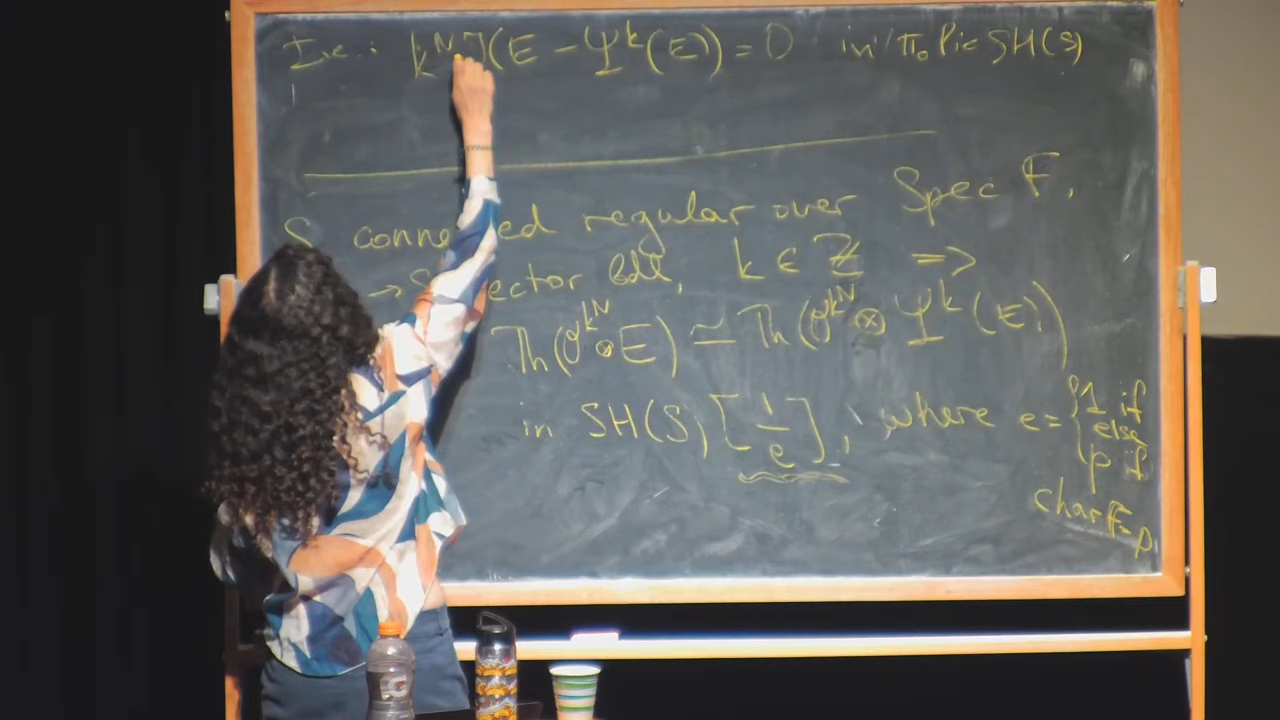 I.e.: k^N J(E − Ψ^k(E)) = 0 in π₀ Pic SH(S)
S connected regular over Spec F,
→ S vector bdl, k ∈ ℤ ⇒
Th(O^{k^N} ⊗ E) ≃ Th(O^{k^N} ⊗ Ψ^k(E))
in SH(S)[1/e], where e = { 1 if
else
p if
char F = p